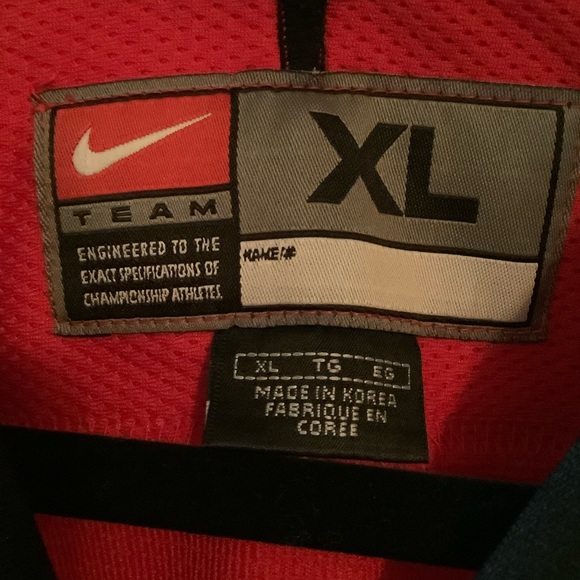 XL
TEAM
NAME/#
ENGINEERED TO THE
EXACT SPECIFICATIONS OF
CHAMPIONSHIP ATHLETES.
XL TG EG
MADE IN KOREA
FABRIQUE EN
COREE